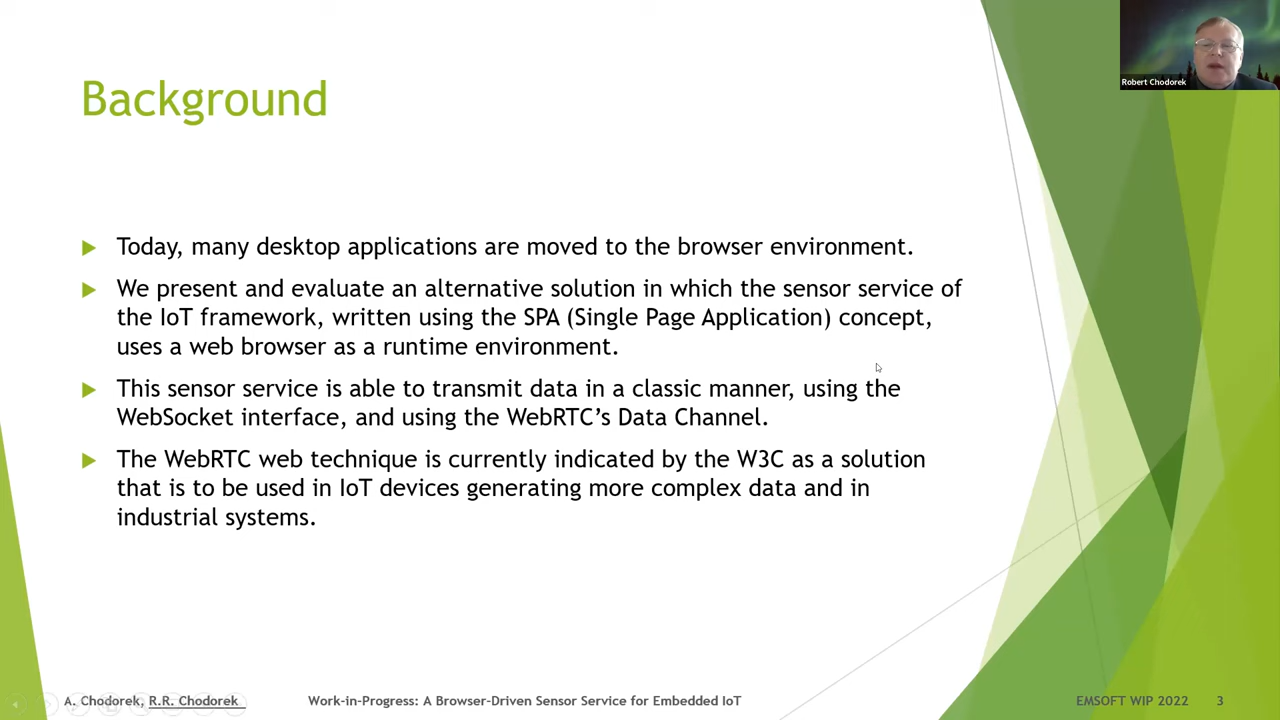 Background
Robert Chodorek
Today, many desktop applications are moved to the browser environment.
We present and evaluate an alternative solution in which the sensor service of
the IoT framework, written using the SPA (Single Page Application) concept,
uses a web browser as a runtime environment.
This sensor service is able to transmit data in a classic manner, using the
WebSocket interface, and using the WebRTC’s Data Channel.
The WebRTC web technique is currently indicated by the W3C as a solution
that is to be used in IoT devices generating more complex data and in
industrial systems.
A. Chodorek, R.R. Chodorek Work-in-Progress: A Browser-Driven Sensor Service for Embedded IoT EMSOFT WIP 2022 3